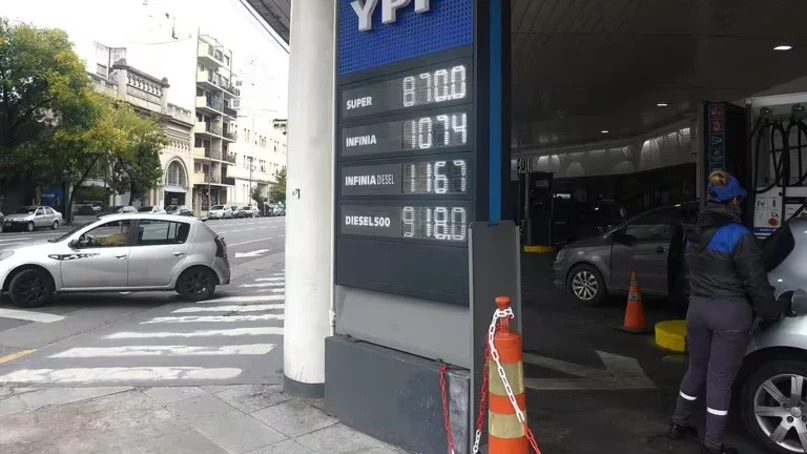 YPF
SUPER 870.0
INFINIA 1074
INFINIA DIESEL 1167
DIESEL500 918.0